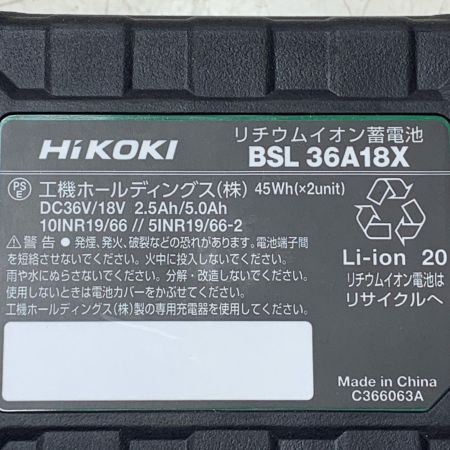 リチウムイオン蓄電池
HiKOKI BSL 36A18X
PS E 工機ホールディングス(株) 45Wh(×2unit)
DC36V/18V 2.5Ah/5.0Ah
10INR19/66 // 5INR19/66-2
⚠警告 ● 発煙、発火、破裂などの恐れがあります。電池端子間
を短絡させないでください。火中に投入しないでください。
雨や水にぬらさないでください。分解・改造しないでください。
使用しないときは電池カバーをかぶせてください。
工機ホールディングス(株)製の専用充電器を使用してください。
Li-ion 20
リチウムイオン電池は
リサイクルへ
Made in China
C366063A